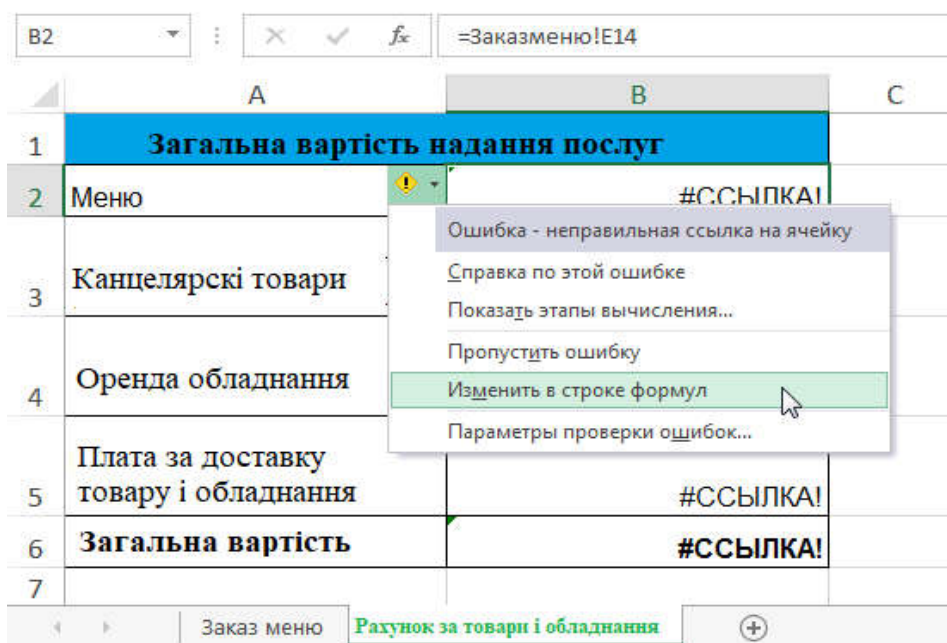 B2 fx =Заказменю!E14
A B C
1 Загальна вартість надання послуг
2 Меню #ССЫЛКА!
Ошибка - неправильная ссылка на ячейку
Справка по этой ошибке
3 Канцелярскі товари
Показать этапы вычисления...
Пропустить ошибку
4 Оренда обладнання
Изменить в строке формул
Параметры проверки ошибок...
Плата за доставку
5 товару і обладнання #ССЫЛКА!
6 Загальна вартість #ССЫЛКА!
7
Заказ меню Рахунок за товари і обладнання